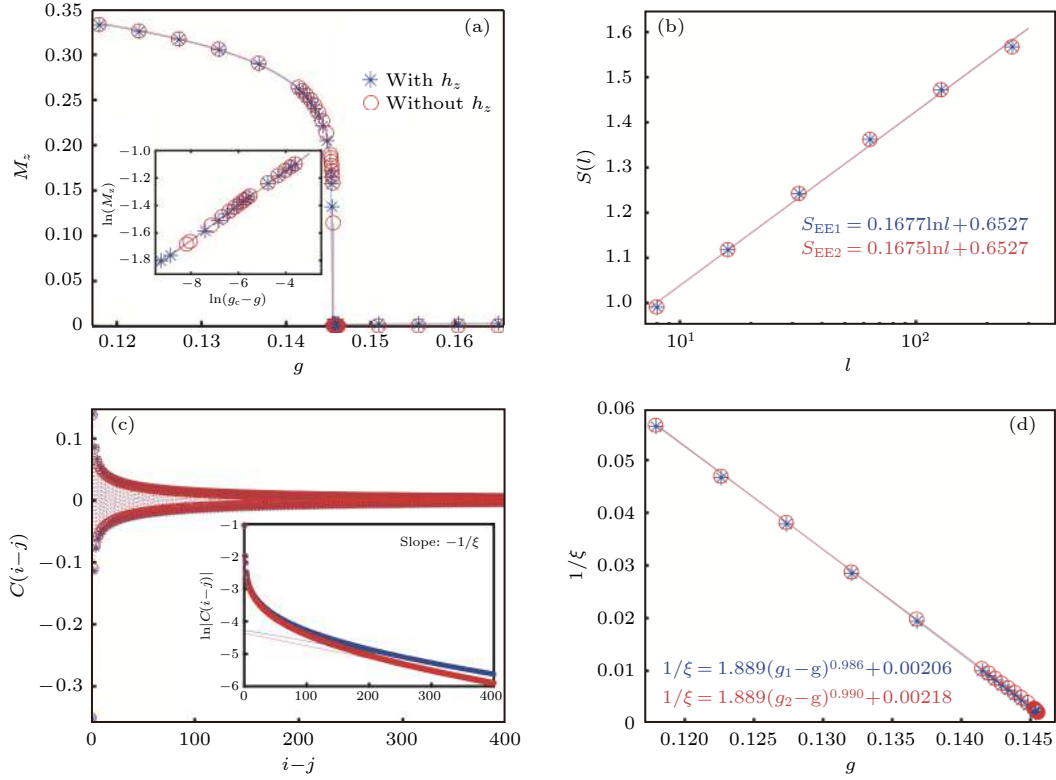 (a)
0.35
0.30
0.25
0.20
0.15
0.10
0.05
0
M_z
With h_z
Without h_z
−1.0
−1.2
−1.4
−1.6
−1.8
ln(M_z)
−8
−6
−4
ln(g_c−g)
0.12
0.13
0.14
0.15
0.16
g
(b)
1.6
1.5
1.4
1.3
1.2
1.1
1.0
S(l)
S_EE1 = 0.1677lnl+0.6527
S_EE2 = 0.1675lnl+0.6527
10^1
10^2
l
(c)
0.1
0
−0.1
−0.3
C(i−j)
Slope: −1/ξ
−1
−2
−3
−4
−5
−6
ln|C(i−j)|
0
100
200
300
400
0
100
200
300
400
i−j
(d)
0.06
0.05
0.04
0.03
0.02
0.01
0
1/ξ
1/ξ = 1.889(g_1−g)^0.986+0.00206
1/ξ = 1.889(g_2−g)^0.990+0.00218
0.120
0.125
0.130
0.135
0.140
0.145
g